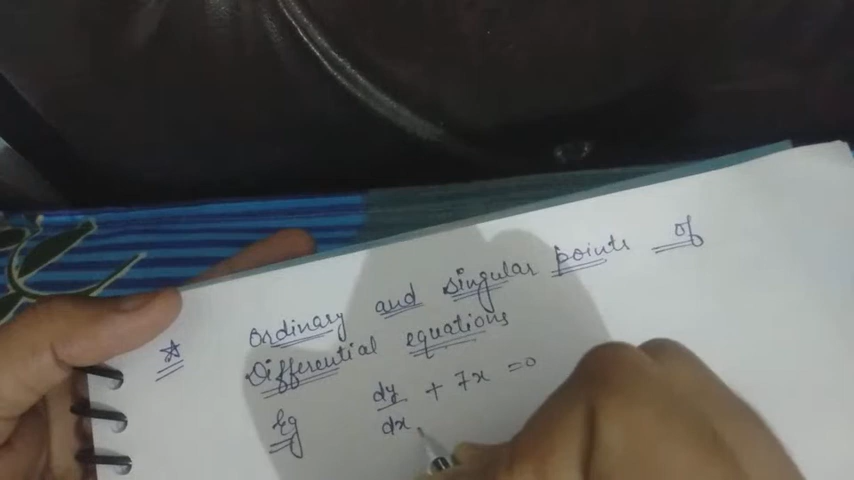 ☆ Ordinary and singular points of
Differential equations
Eg dy/dx + 7x = 0